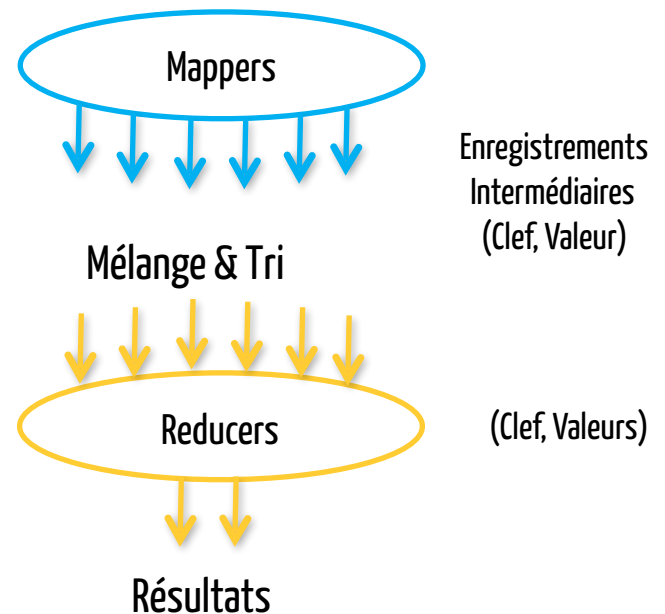 Mappers
Enregistrements
Intermédiaires
(Clef, Valeur)
Mélange & Tri
Reducers
(Clef, Valeurs)
Résultats